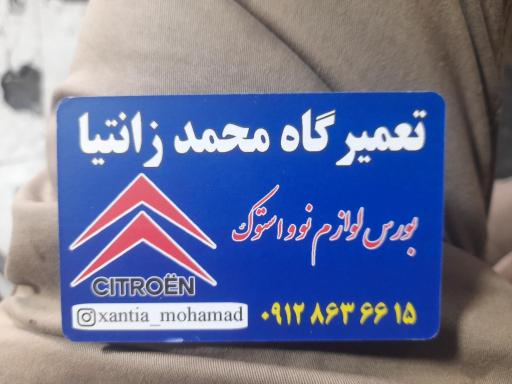 تعمیرگاه محمد زانتیا
بورس لوازم نو و استوک
CITROËN
xantia_mohamad
۰۹۱۲ ۸۶۳ ۶۶ ۱۵